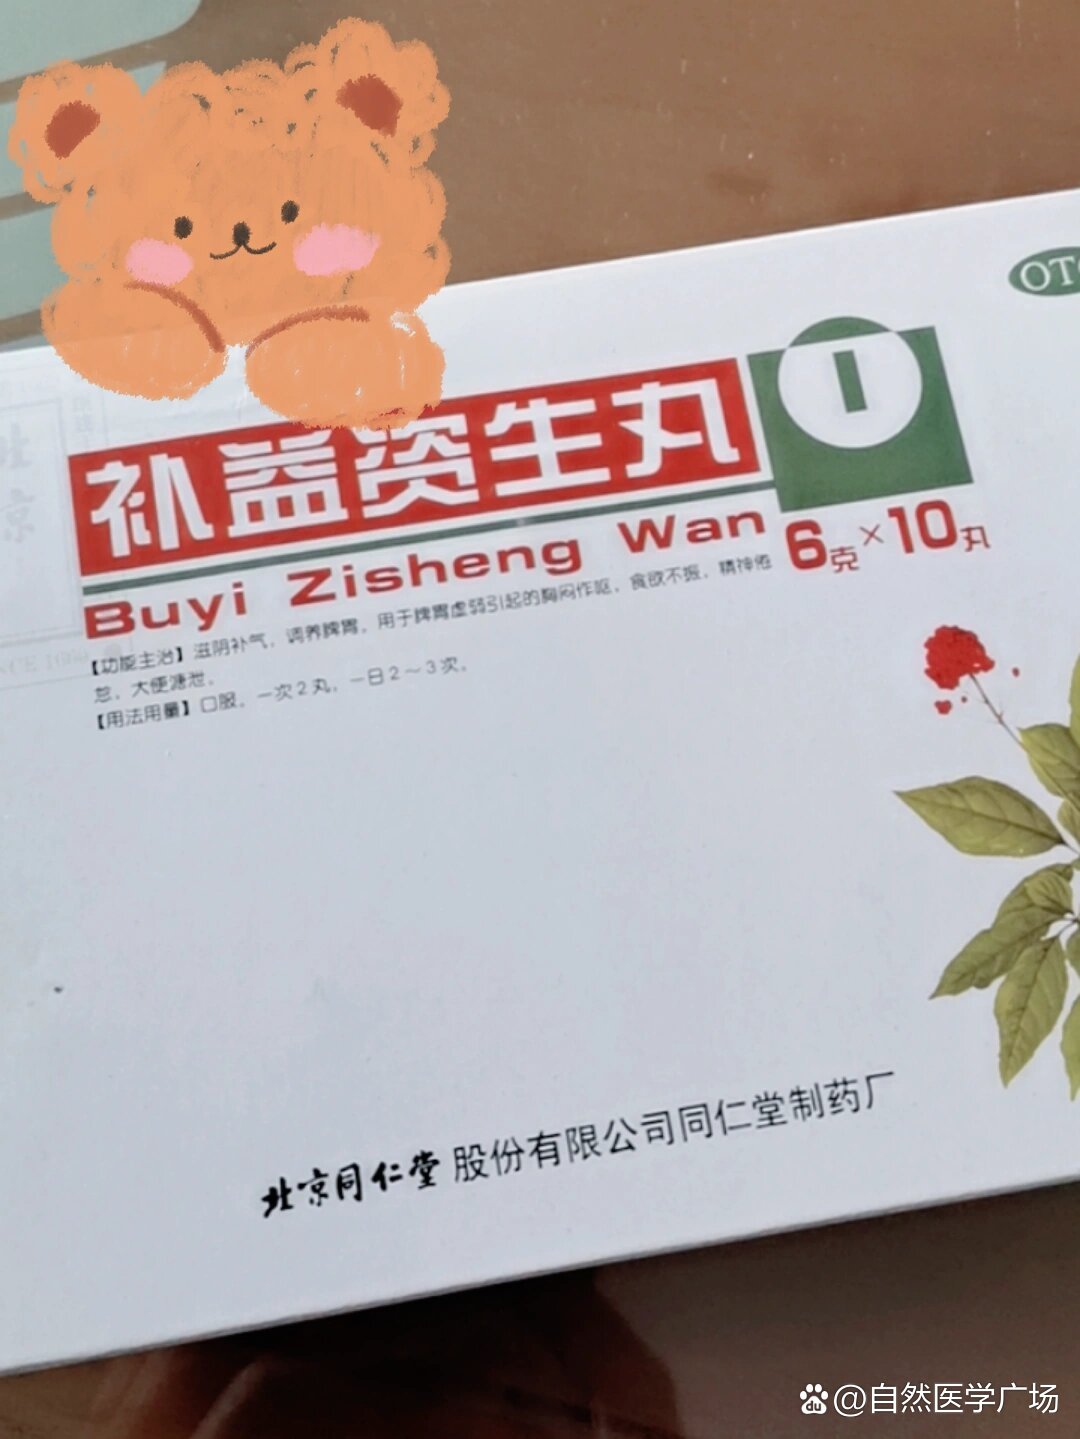 OTC
补益资生丸
Buyi Zisheng Wan
6克×10丸
【功能主治】滋阴补气，调养脾胃。用于脾胃虚弱引起的胸闷作呕，食欲不振，精神倦
怠，大便溏泄。
【用法用量】口服。一次2丸，一日2～3次。
北京同仁堂股份有限公司同仁堂制药厂
@自然医学广场